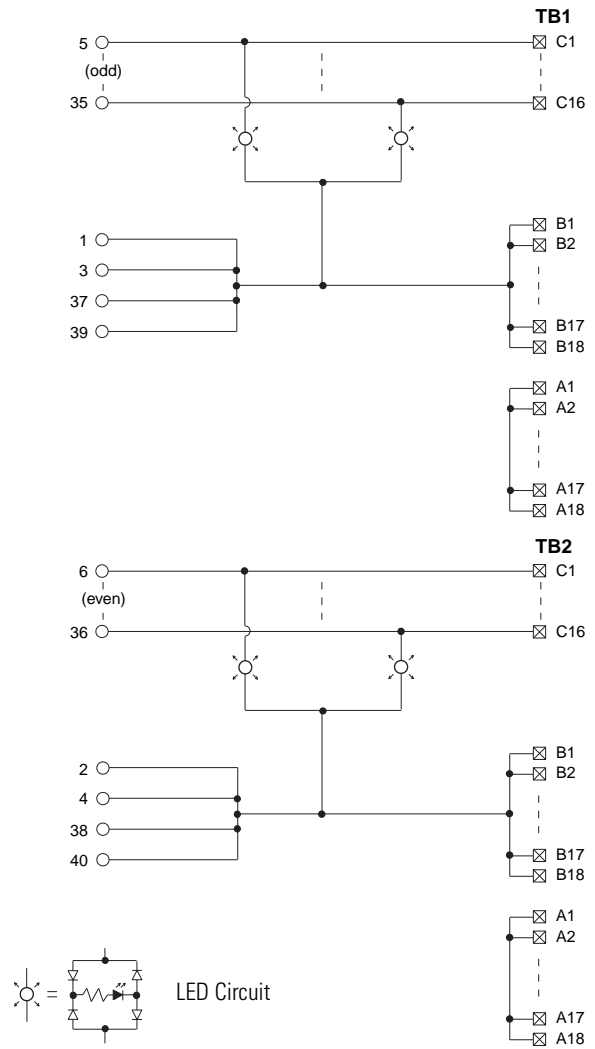 TB1
5 C1
(odd)
35 C16
B1
1 B2
3
37
39 B17
B18
A1
A2
A17
A18
TB2
6 C1
(even)
36 C16
B1
2 B2
4
38
40 B17
B18
A1
A2
= LED Circuit
A17
A18